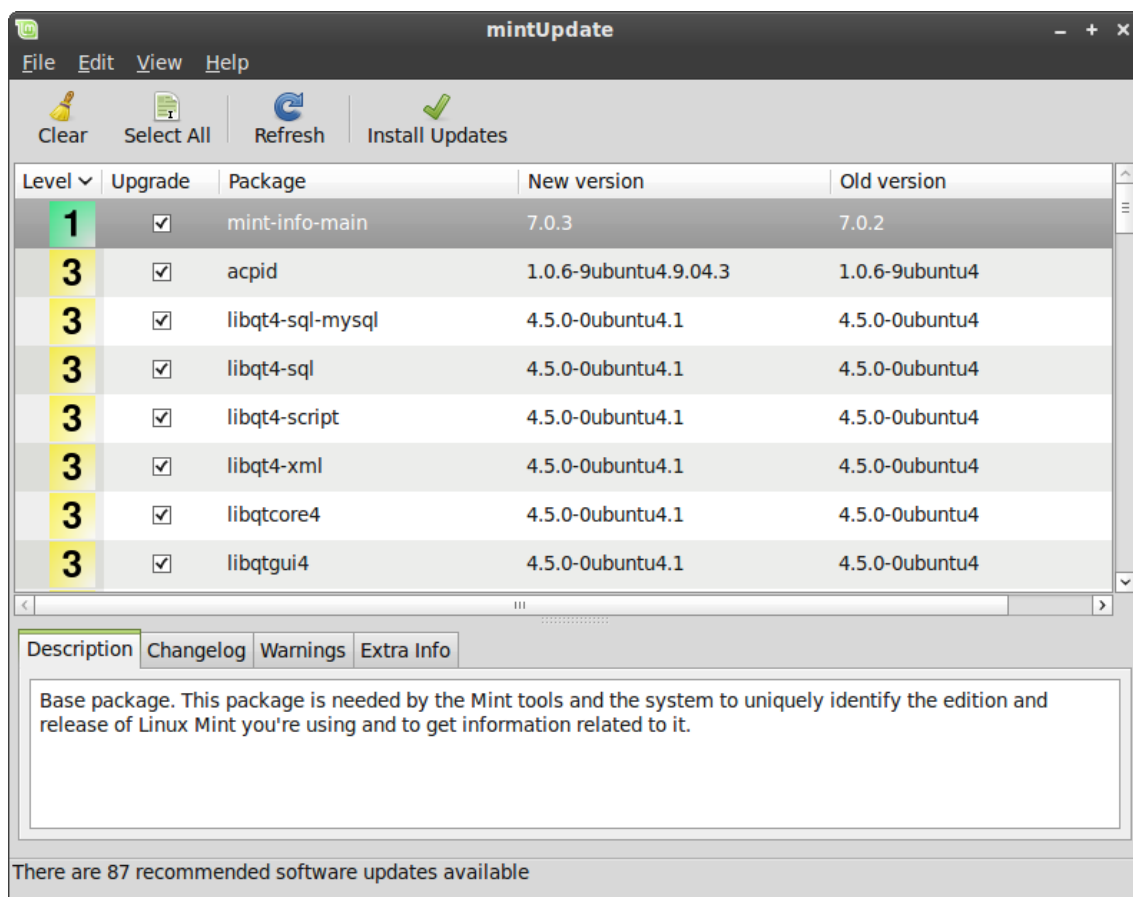 mintUpdate
File Edit View Help
Clear Select All Refresh Install Updates
Level Upgrade Package New version Old version
1 mint-info-main 7.0.3 7.0.2
3 acpid 1.0.6-9ubuntu4.9.04.3 1.0.6-9ubuntu4
3 libqt4-sql-mysql 4.5.0-0ubuntu4.1 4.5.0-0ubuntu4
3 libqt4-sql 4.5.0-0ubuntu4.1 4.5.0-0ubuntu4
3 libqt4-script 4.5.0-0ubuntu4.1 4.5.0-0ubuntu4
3 libqt4-xml 4.5.0-0ubuntu4.1 4.5.0-0ubuntu4
3 libqtcore4 4.5.0-0ubuntu4.1 4.5.0-0ubuntu4
3 libqtgui4 4.5.0-0ubuntu4.1 4.5.0-0ubuntu4
Description Changelog Warnings Extra Info
Base package. This package is needed by the Mint tools and the system to uniquely identify the edition and
release of Linux Mint you're using and to get information related to it.
There are 87 recommended software updates available